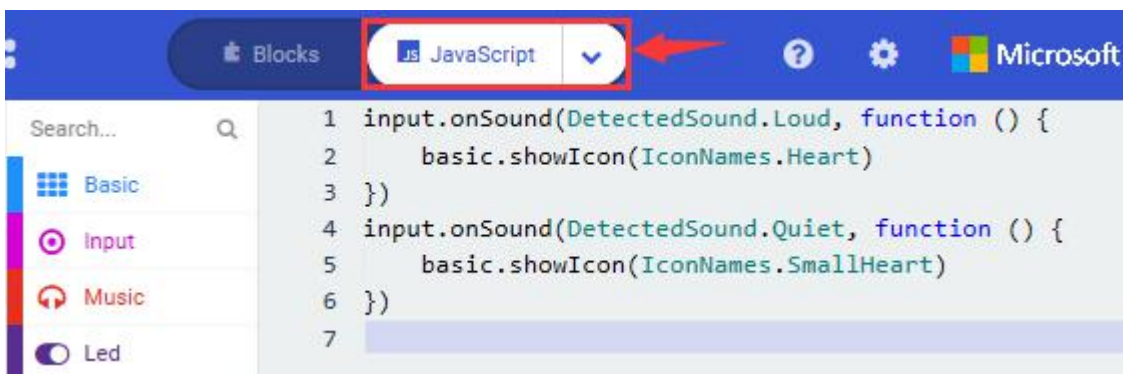 Blocks
JS JavaScript
Microsoft
Search...
Basic
Input
Music
Led
1 input.onSound(DetectedSound.Loud, function () {
2     basic.showIcon(IconNames.Heart)
3 })
4 input.onSound(DetectedSound.Quiet, function () {
5     basic.showIcon(IconNames.SmallHeart)
6 })
7